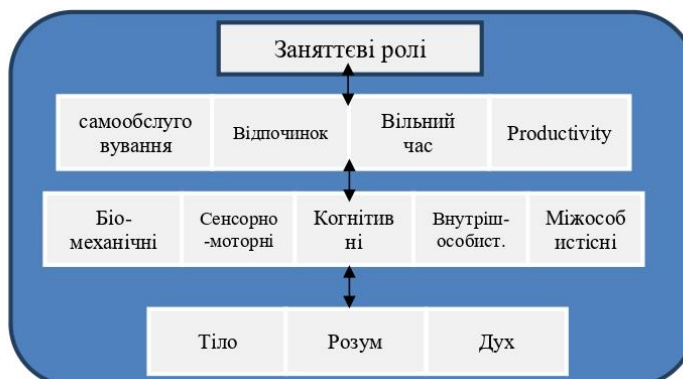 Заняттєві ролі
самообслуго
вування
Відпочинок
Вільний
час
Productivity
Біо-
механічні
Сенсорно
-моторні
Когнітив
ні
Внутріш-
особист.
Міжособ
истісні
Тіло
Розум
Дух